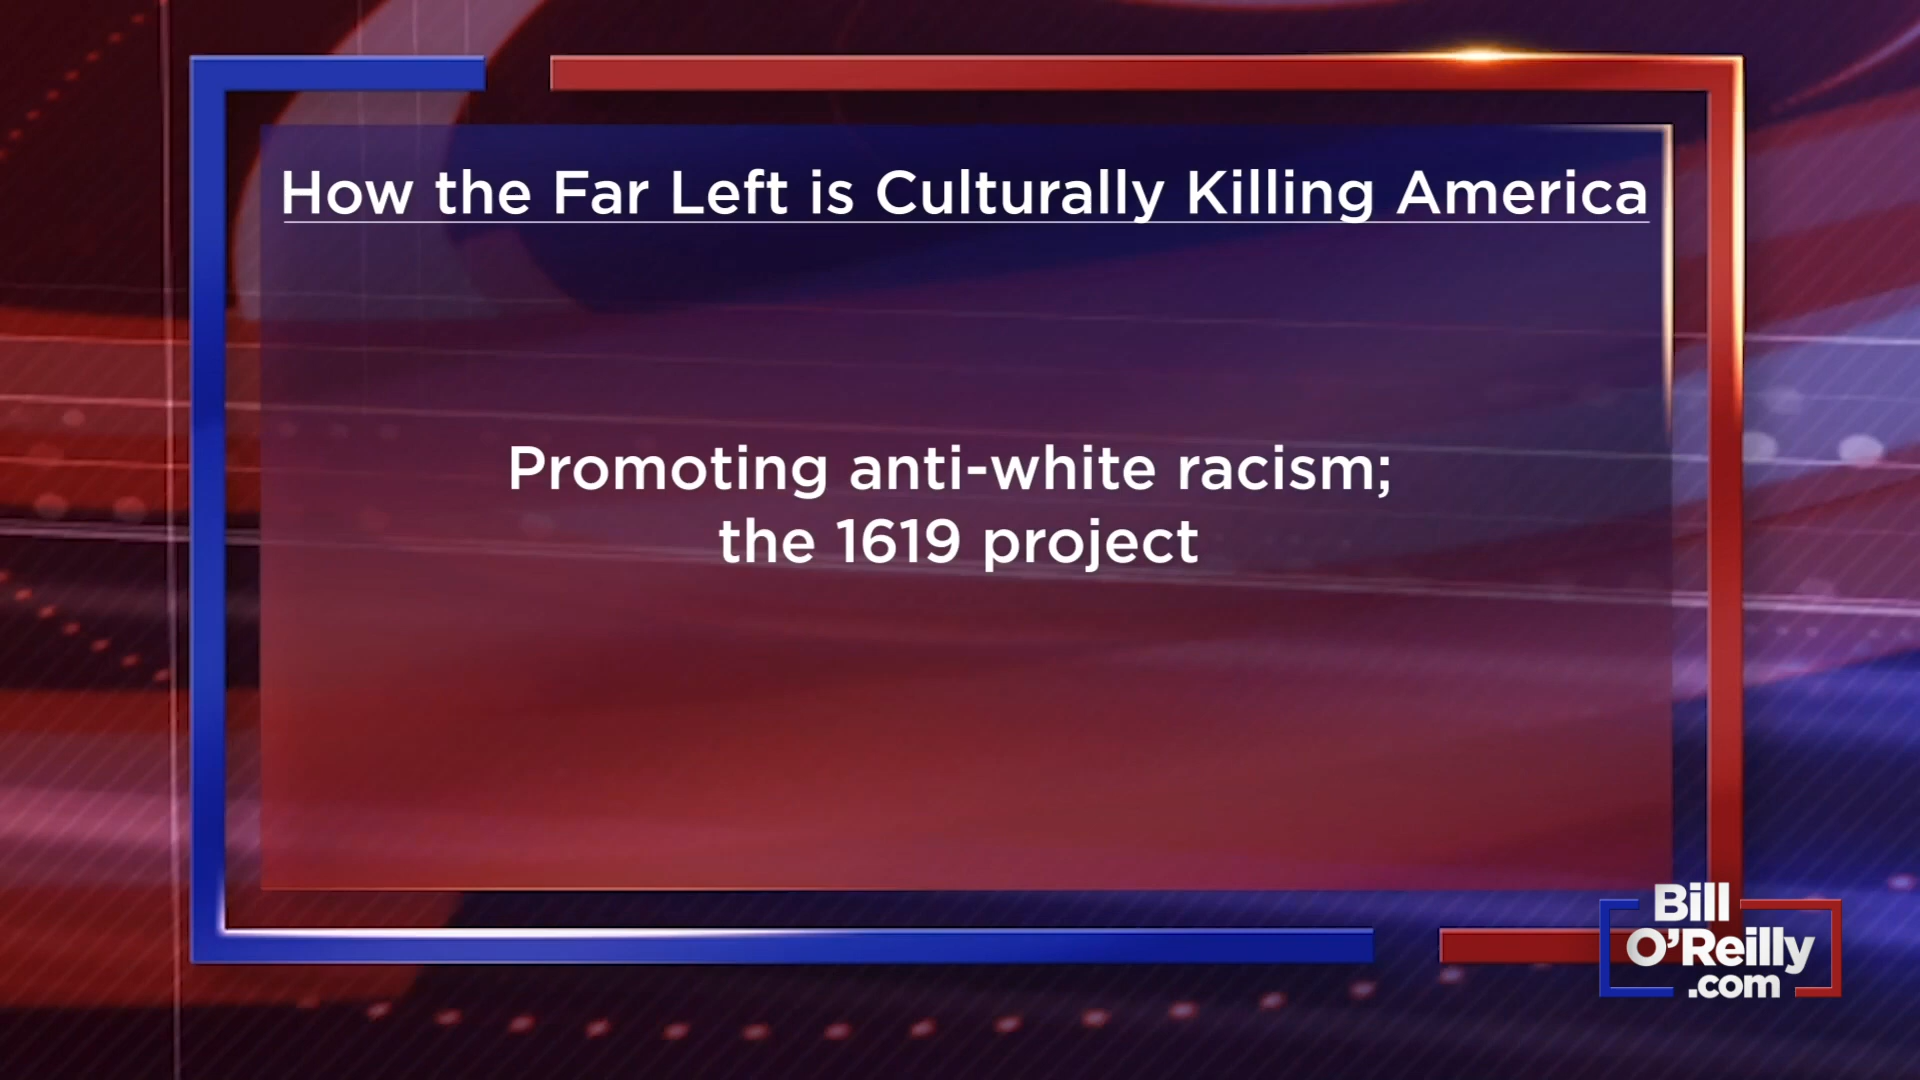 How the Far Left is Culturally Killing America
Promoting anti-white racism;
the 1619 project
Bill
O'Reilly
.com